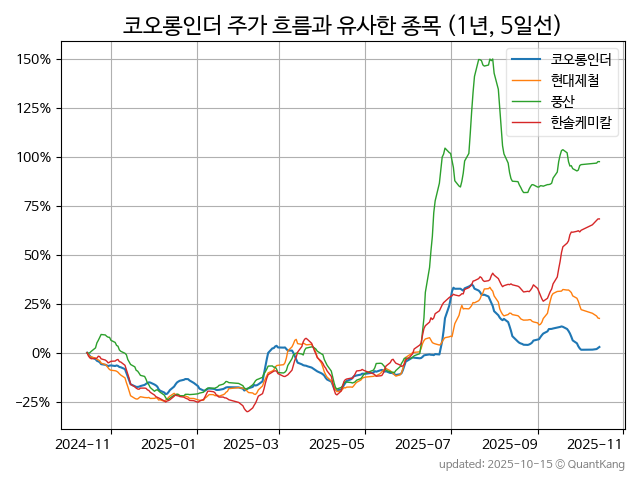 코오롱인더 주가 흐름과 유사한 종목 (1년, 5일선)
150%
125%
100%
75%
50%
25%
0%
−25%
코오롱인더
현대제철
풍산
한솔케미칼
2024-11
2025-01
2025-03
2025-05
2025-07
2025-09
2025-11
updated: 2025-10-15 © QuantKang